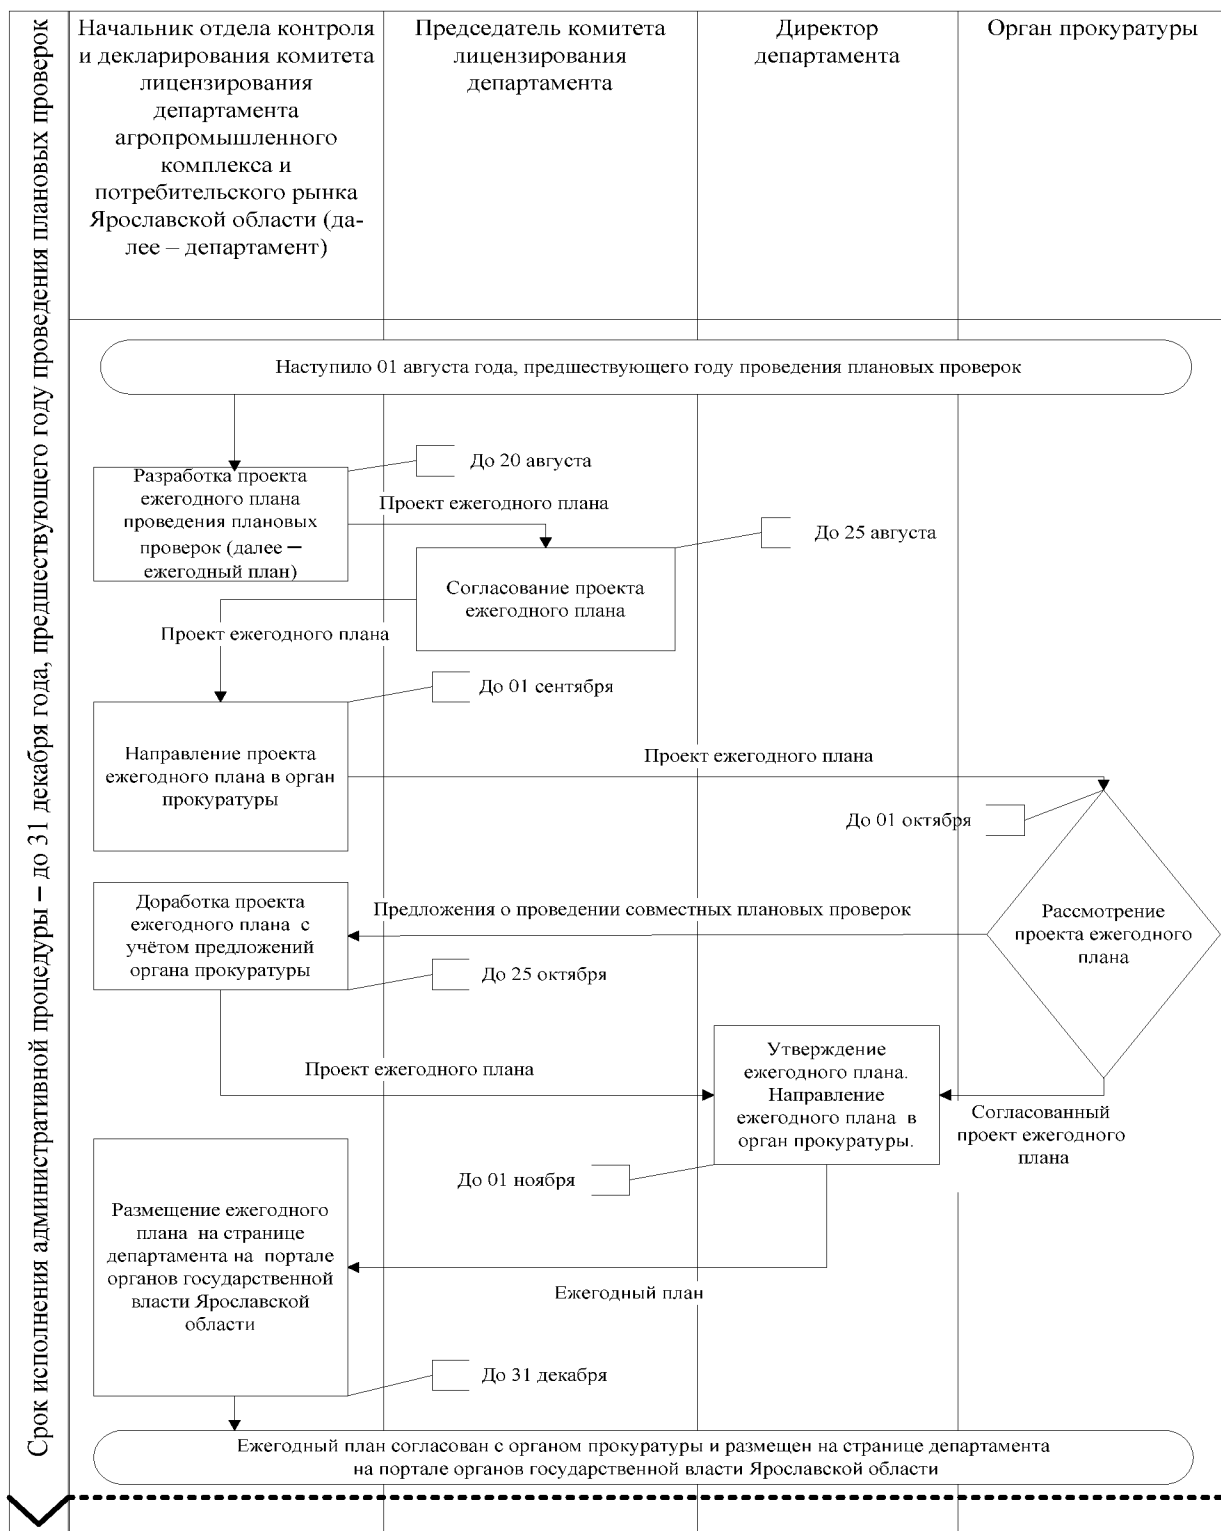 Срок исполнения административной процедуры – до 31 декабря года, предшествующего году проведения плановых проверок
Начальник отдела контроля
и декларирования комитета
лицензирования
департамента
агропромышленного
комплекса и
потребительского рынка
Ярославской области (да-
лее – департамент)
Председатель комитета
лицензирования
департамента
Директор
департамента
Орган прокуратуры
Наступило 01 августа года, предшествующего году проведения плановых проверок
До 20 августа
Разработка проекта
ежегодного плана
проведения плановых
проверок (далее –
ежегодный план)
Проект ежегодного плана
До 25 августа
Согласование проекта
ежегодного плана
Проект ежегодного плана
До 01 сентября
Направление проекта
ежегодного плана в орган
прокуратуры
Проект ежегодного плана
До 01 октября
Рассмотрение
проекта ежегодного
плана
Предложения о проведении совместных плановых проверок
Доработка проекта
ежегодного плана с
учётом предложений
органа прокуратуры
До 25 октября
Проект ежегодного плана
Утверждение
ежегодного плана.
Направление
ежегодного плана в
орган прокуратуры.
Согласованный
проект ежегодного
плана
До 01 ноября
Размещение ежегодного
плана на странице
департамента на портале
органов государственной
власти Ярославской
области
Ежегодный план
До 31 декабря
Ежегодный план согласован с органом прокуратуры и размещен на странице департамента
на портале органов государственной власти Ярославской области